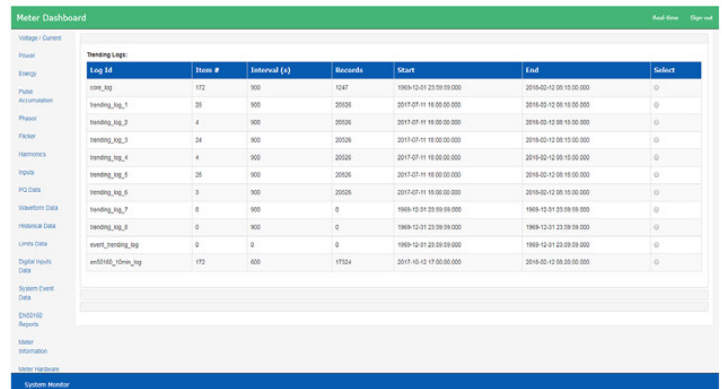 Meter Dashboard
Real-time Sign out
Voltage / Current
Power
Energy
Pulse
Accumulation
Phasor
Flicker
Harmonics
Inputs
PQ Data
Waveform Data
Historical Data
Limits Data
Digital Inputs
Data
System Event
Data
EN50160
Reports
Meter
Information
Meter Hardware
Trending Logs:
Log Id Item # Interval (s) Records Start End Select
core_log 172 900 1247 1969-12-31 23:59:59.000 2018-02-12 08:15:00.000
trending_log_1 25 900 20526 2017-07-11 18:00:00.000 2018-02-12 08:15:00.000
trending_log_2 4 900 20526 2017-07-11 18:00:00.000 2018-02-12 08:15:00.000
trending_log_3 24 900 20526 2017-07-11 18:00:00.000 2018-02-12 08:15:00.000
trending_log_4 4 900 20526 2017-07-11 18:00:00.000 2018-02-12 08:15:00.000
trending_log_5 25 900 20526 2017-07-11 18:00:00.000 2018-02-12 08:15:00.000
trending_log_6 3 900 20526 2017-07-11 18:00:00.000 2018-02-12 08:15:00.000
trending_log_7 0 900 0 1969-12-31 23:59:59.000 1969-12-31 23:59:59.000
trending_log_8 0 900 0 1969-12-31 23:59:59.000 1969-12-31 23:59:59.000
event_trending_log 0 0 0 1969-12-31 23:59:59.000 1969-12-31 23:59:59.000
en50160_10min_log 172 600 17324 2017-10-12 17:00:00.000 2018-02-12 08:20:00.000
System Monitor